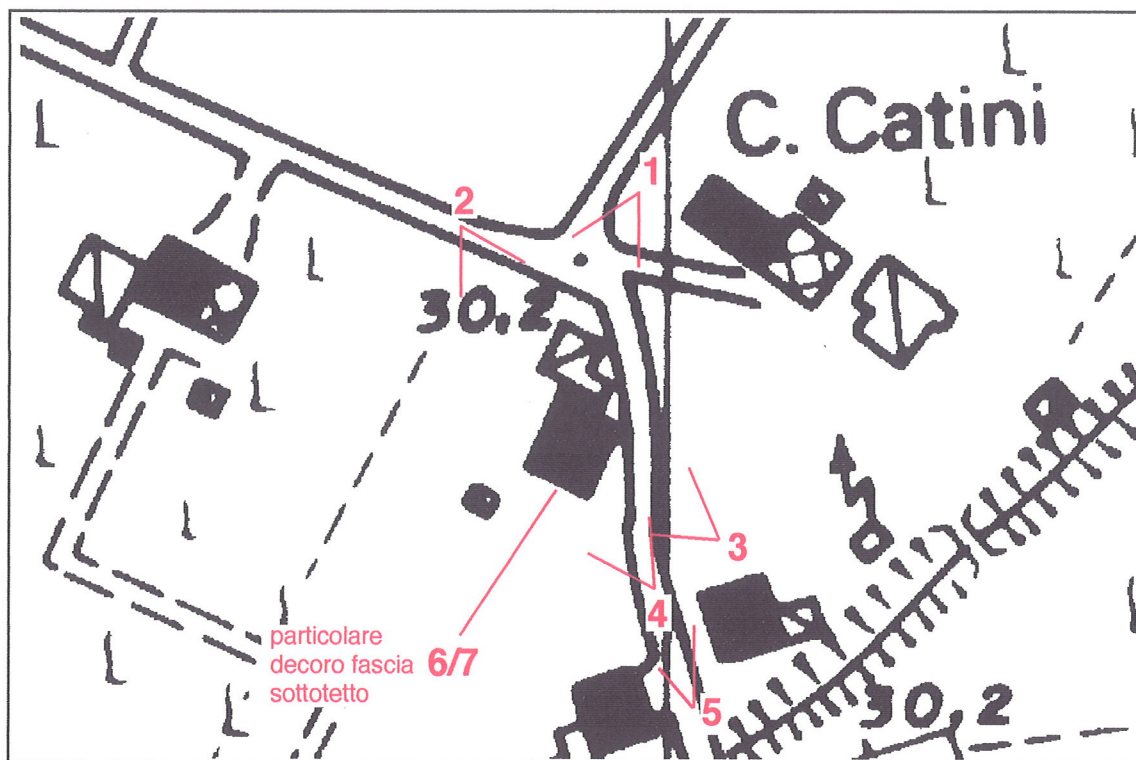 C. Catini
1
2
30,2
3
4
particolare
decoro fascia 6/7
sottotetto
5
30,2